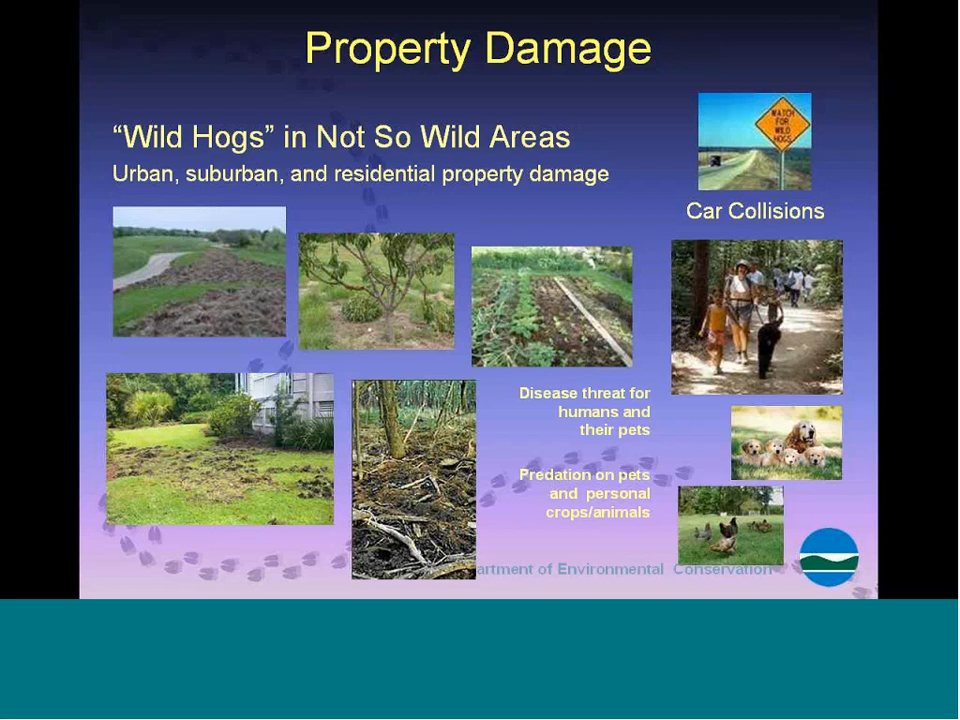 Property Damage
“Wild Hogs” in Not So Wild Areas
Urban, suburban, and residential property damage
WATCH
FOR
WILD
HOGS
Car Collisions
Disease threat for
humans and
their pets
Predation on pets
and personal
crops/animals
artment of Environmental Conservation